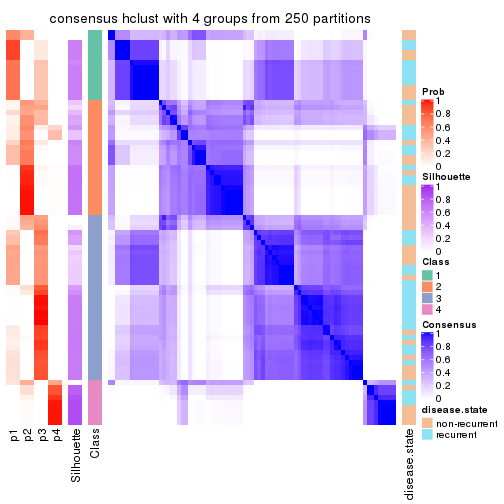 consensus hclust with 4 groups from 250 partitions
Prob
1
0.8
0.6
0.4
0.2
0
Silhouette
1
0.8
0.6
0.4
0.2
0
Class
1
2
3
4
Consensus
1
0.8
0.6
0.4
0.2
0
disease.state
non-recurrent
recurrent
p1
p2
p3
p4
Silhouette
Class
disease.state